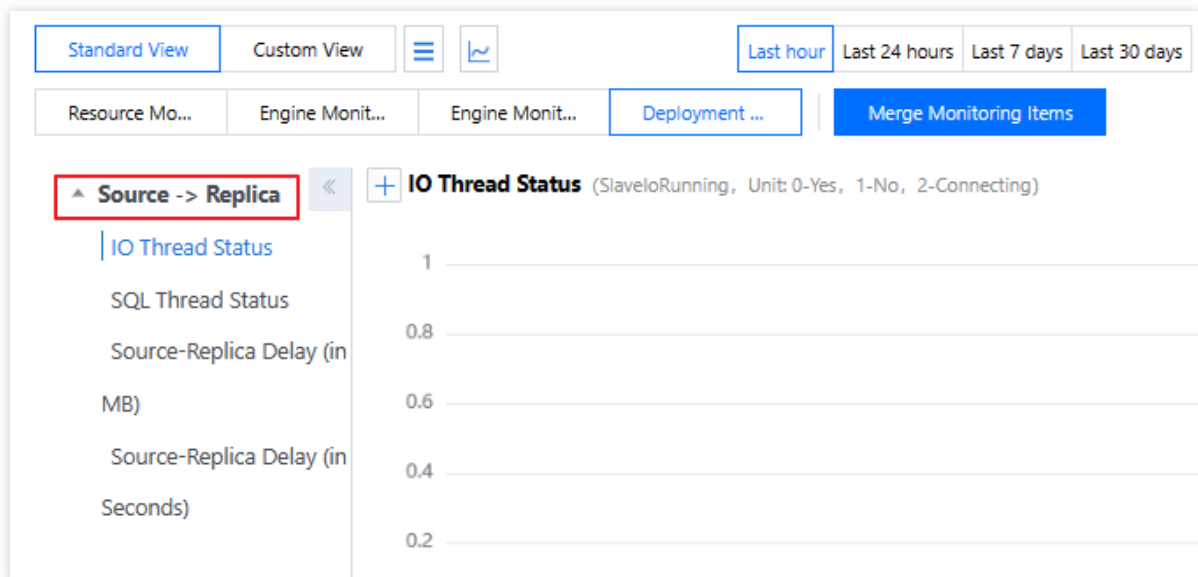 Standard View Custom View Last hour Last 24 hours Last 7 days Last 30 days
Resource Mo... Engine Monit... Engine Monit... Deployment ... Merge Monitoring Items
Source -> Replica
IO Thread Status (SlaveIoRunning, Unit: 0-Yes, 1-No, 2-Connecting)
IO Thread Status
SQL Thread Status
Source-Replica Delay (in
MB)
Source-Replica Delay (in
Seconds)
1
0.8
0.6
0.4
0.2